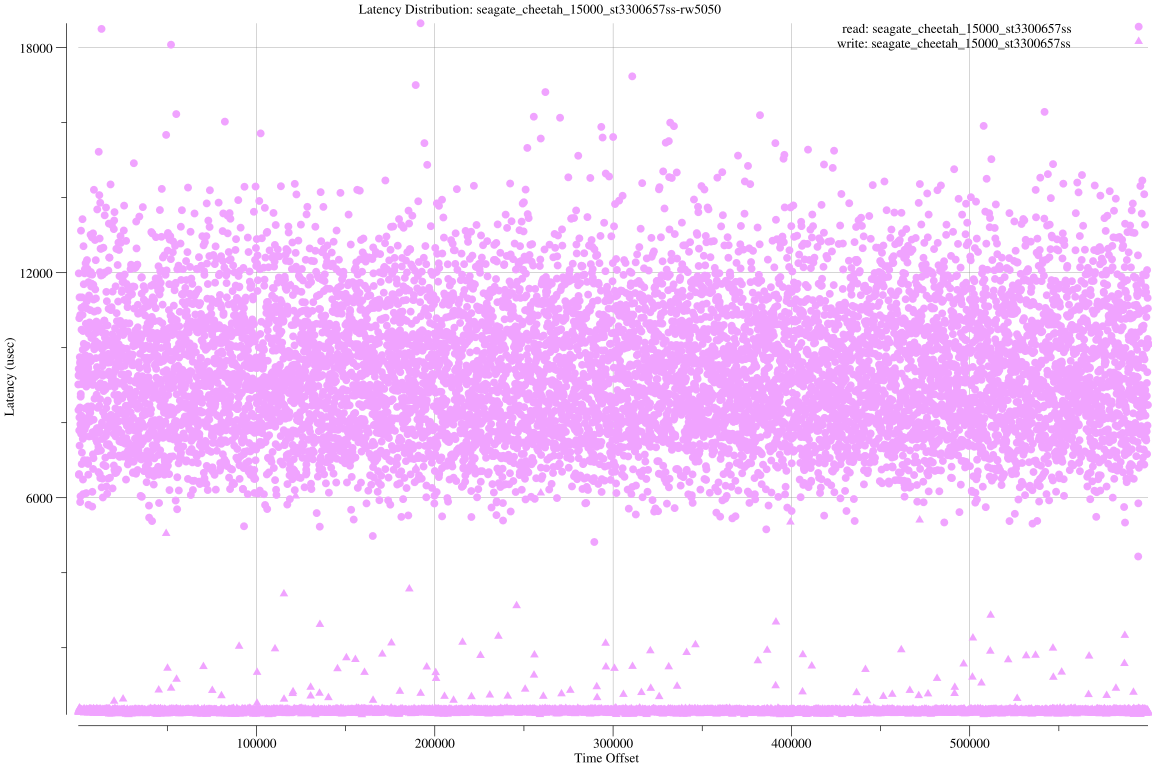 Latency Distribution: seagate_cheetah_15000_st3300657ss-rw5050
read: seagate_cheetah_15000_st3300657ss
write: seagate_cheetah_15000_st3300657ss
18000
12000
6000
Latency (usec)
100000
200000
300000
400000
500000
Time Offset